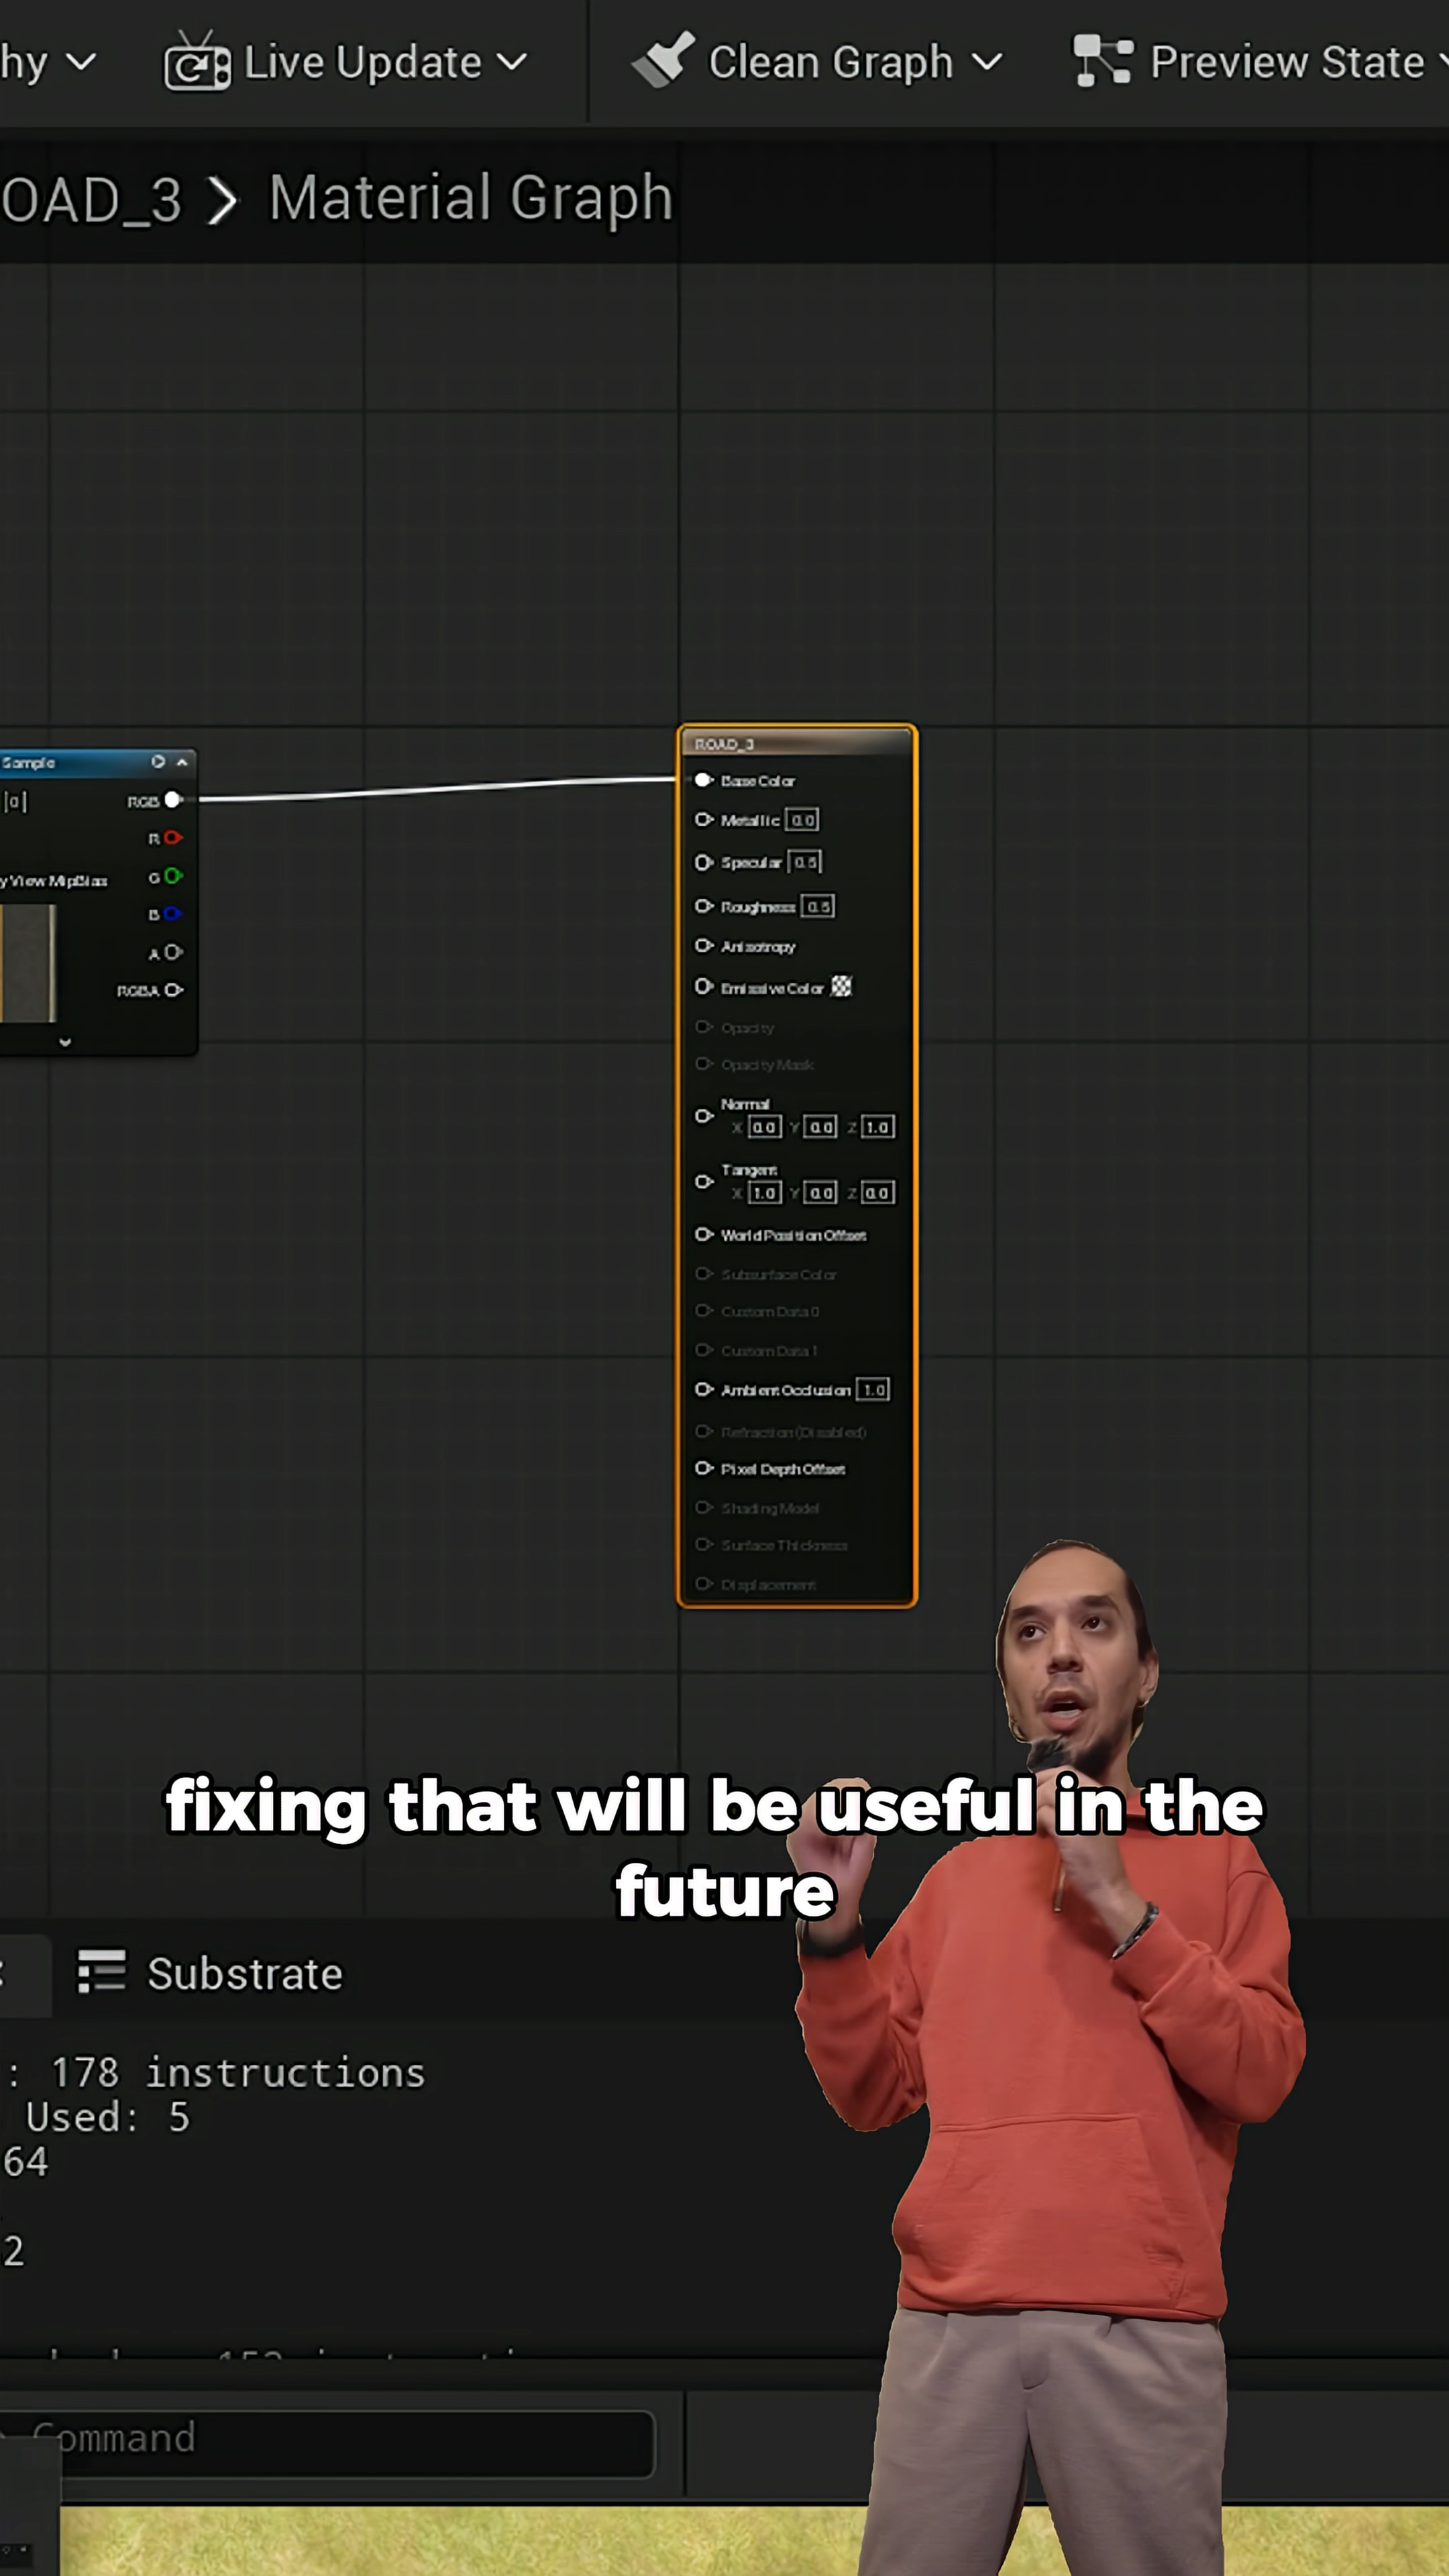 hy
Live Update
Clean Graph
Preview State
OAD_3 > Material Graph
Sample
RGB
R
y View MipBias
G
B
A
RGBA
ROAD_3
Base Color
Metallic 0.0
Specular 0.5
Roughness 0.5
Anisotropy
Emissive Color
Opacity
Opacity Mask
Normal
X 0.0 Y 0.0 Z 1.0
Tangent
X 1.0 Y 0.0 Z 0.0
World Position Offset
Subsurface Color
Custom Data 0
Custom Data 1
Ambient Occlusion 1.0
Refraction (Disabled)
Pixel Depth Offset
Shading Model
Surface Thickness
Displacement
fixing that will be useful in the
future
Substrate
: 178 instructions
Used: 5
64
2
Command